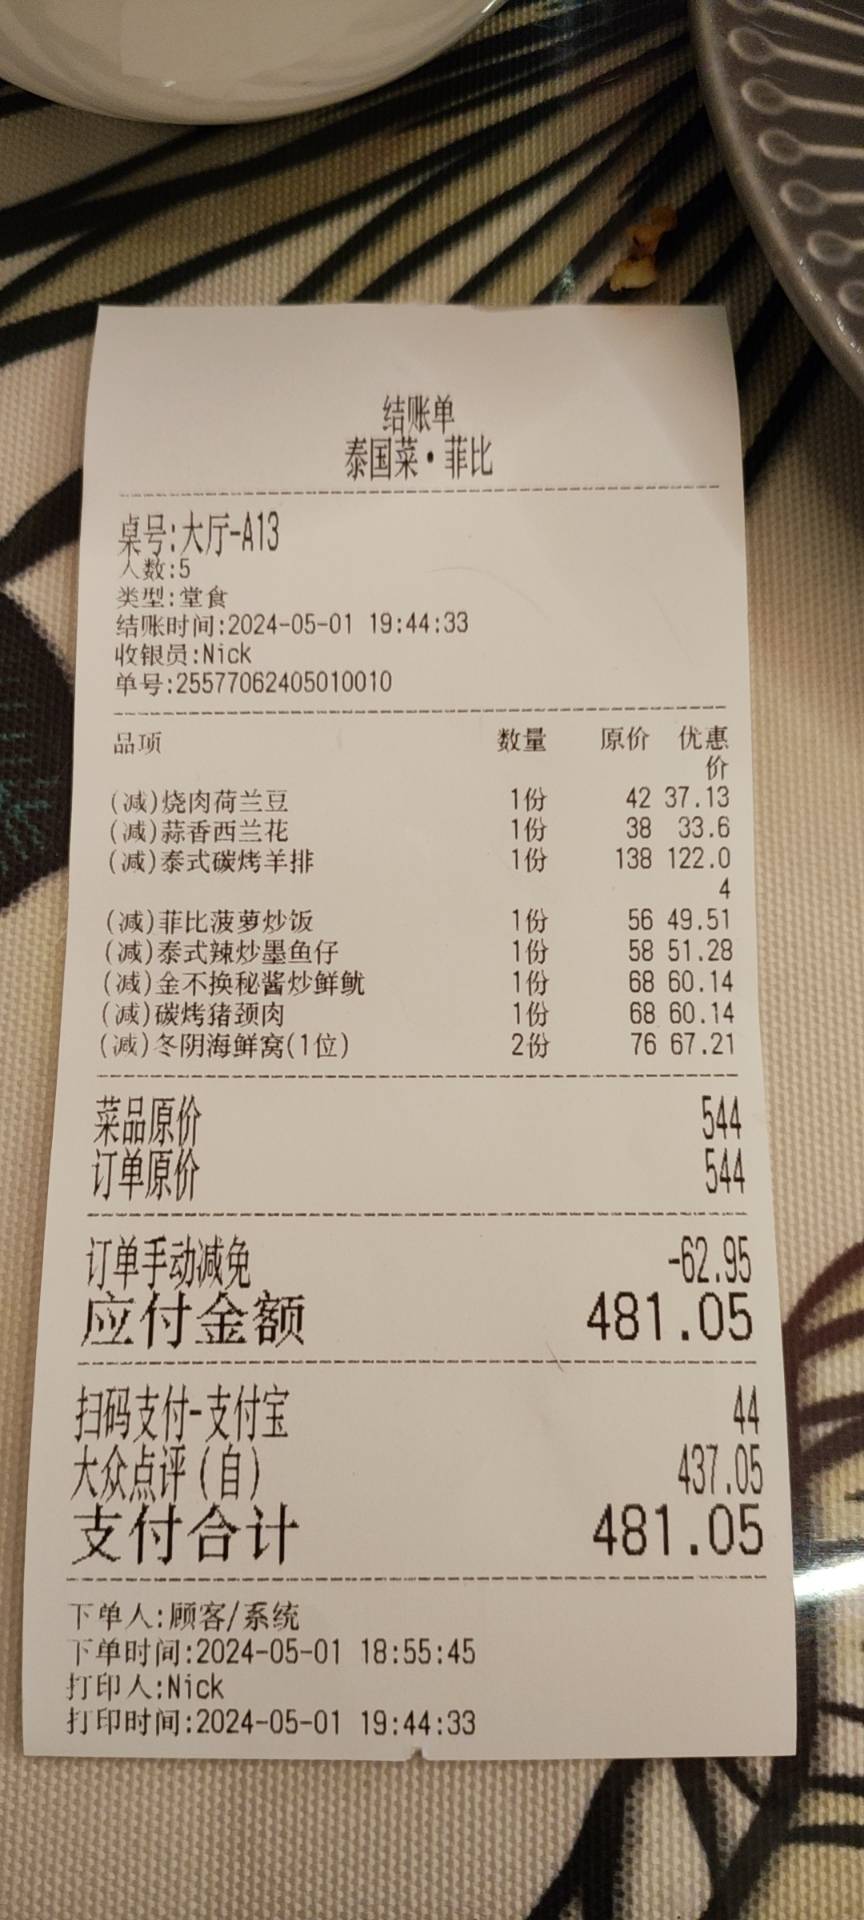 结账单
泰国菜•菲比
桌号:大厅-A13
人数:5
类型:堂食
结账时间:2024-05-01 19:44:33
收银员:Nick
单号:25577062405010010
品项 数量 原价 优惠
价
(减)烧肉荷兰豆 1份 42 37.13
(减)蒜香西兰花 1份 38 33.6
(减)泰式碳烤羊排 1份 138 122.0
4
(减)菲比菠萝炒饭 1份 56 49.51
(减)泰式辣炒墨鱼仔 1份 58 51.28
(减)金不换秘酱炒鲜鱿 1份 68 60.14
(减)碳烤猪颈肉 1份 68 60.14
(减)冬阴海鲜窝(1位) 2份 76 67.21
菜品原价 544
订单原价 544
订单手动减免 -62.95
应付金额 481.05
扫码支付-支付宝 44
大众点评(自) 437.05
支付合计 481.05
下单人:顾客/系统
下单时间:2024-05-01 18:55:45
打印人:Nick
打印时间:2024-05-01 19:44:33